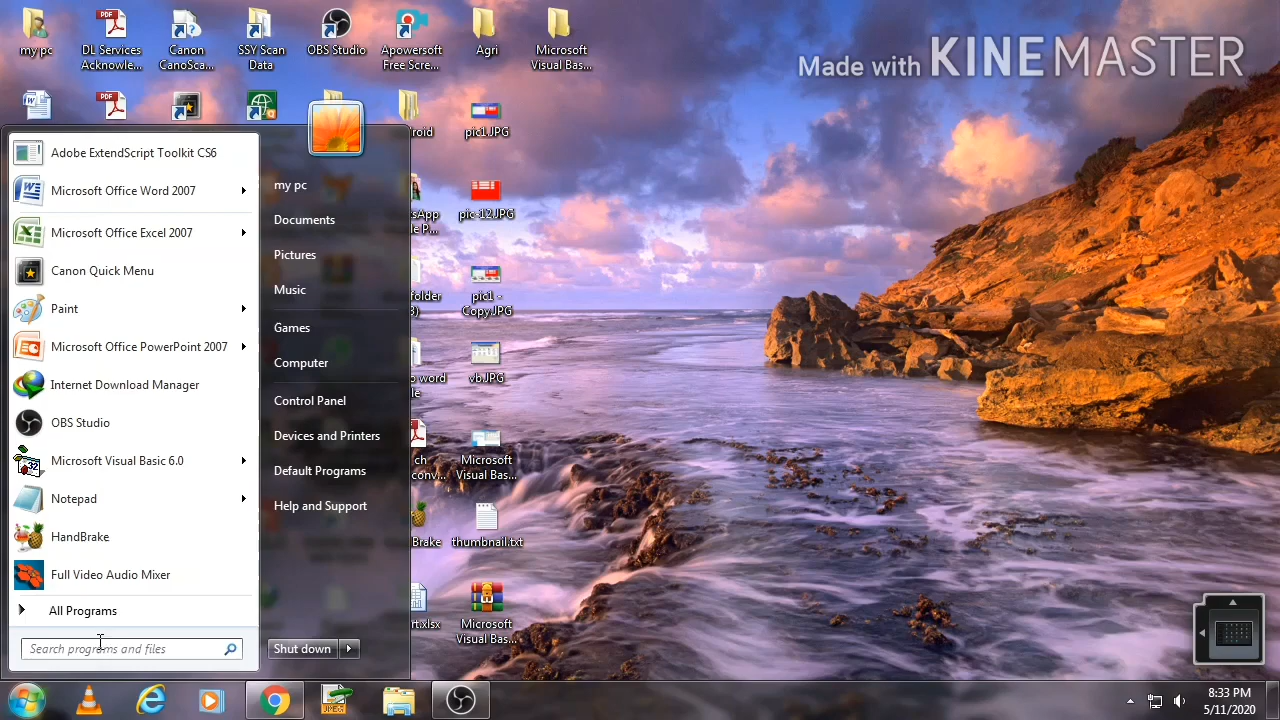 my pc
DL Services
Acknowle...
Canon
CanoSca...
SSY Scan
Data
OBS Studio
Apowersoft
Free Scre...
Agri
Microsoft
Visual Bas...
Made with KINEMASTER
pic1.JPG
pic-12.JPG
pic1 -
Copy.JPG
vb.JPG
Microsoft
Visual Bas...
thumbnail.txt
Microsoft
Visual Bas...
Adobe ExtendScript Toolkit CS6
Microsoft Office Word 2007
Microsoft Office Excel 2007
Canon Quick Menu
Paint
Microsoft Office PowerPoint 2007
Internet Download Manager
OBS Studio
Microsoft Visual Basic 6.0
Notepad
HandBrake
Full Video Audio Mixer
All Programs
Search programs and files
my pc
Documents
Pictures
Music
Games
Computer
Control Panel
Devices and Printers
Default Programs
Help and Support
Shut down
8:33 PM
5/11/2020